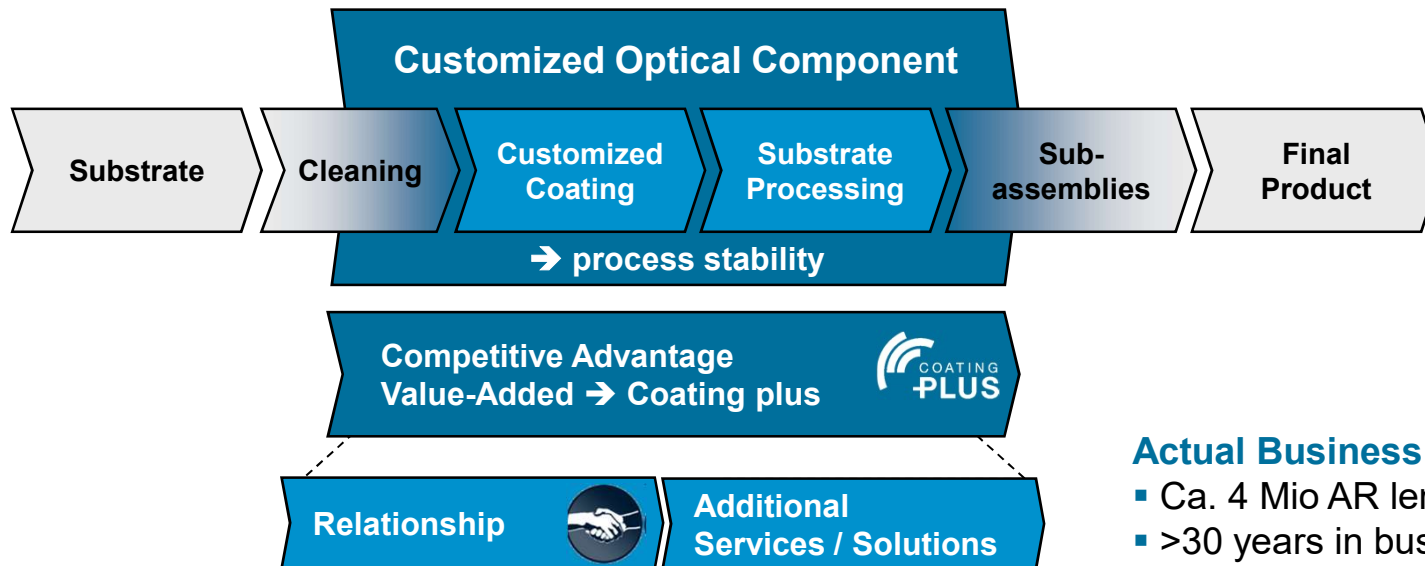 Customized Optical Component
Substrate
Cleaning
Customized
Coating
Substrate
Processing
Sub-
assemblies
Final
Product
➔ process stability
Competitive Advantage
Value-Added ➔ Coating plus
COATING
PLUS
Relationship
Additional
Services / Solutions
Actual Business
▪ Ca. 4 Mio AR
▪ >30 years in